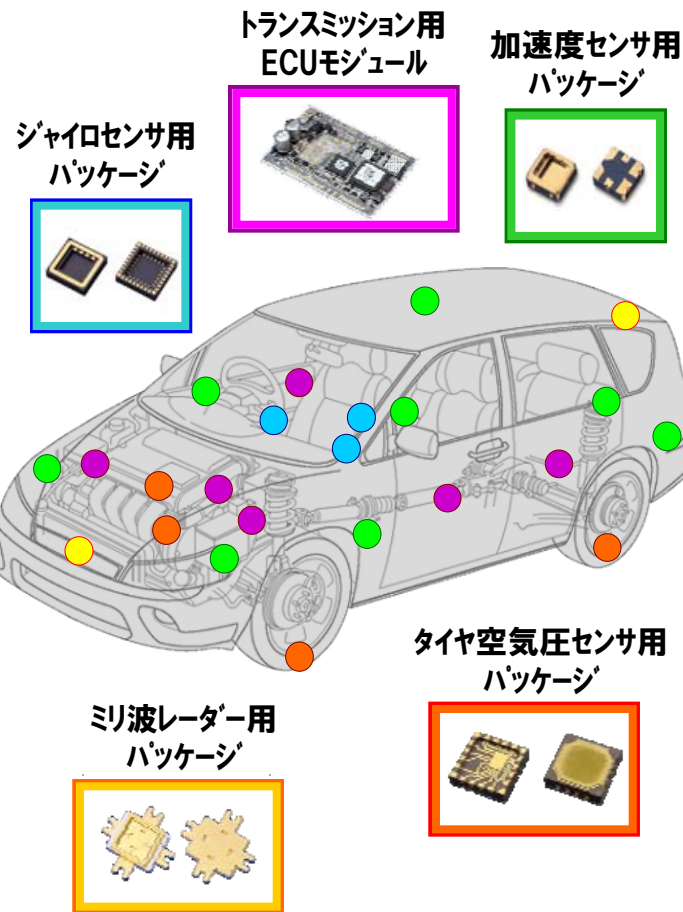 トランスミッション用
ECUモジュール
加速度センサ用
パッケージ
ジャイロセンサ用
パッケージ
タイヤ空気圧センサ用
パッケージ
ミリ波レーダー用
パッケージ